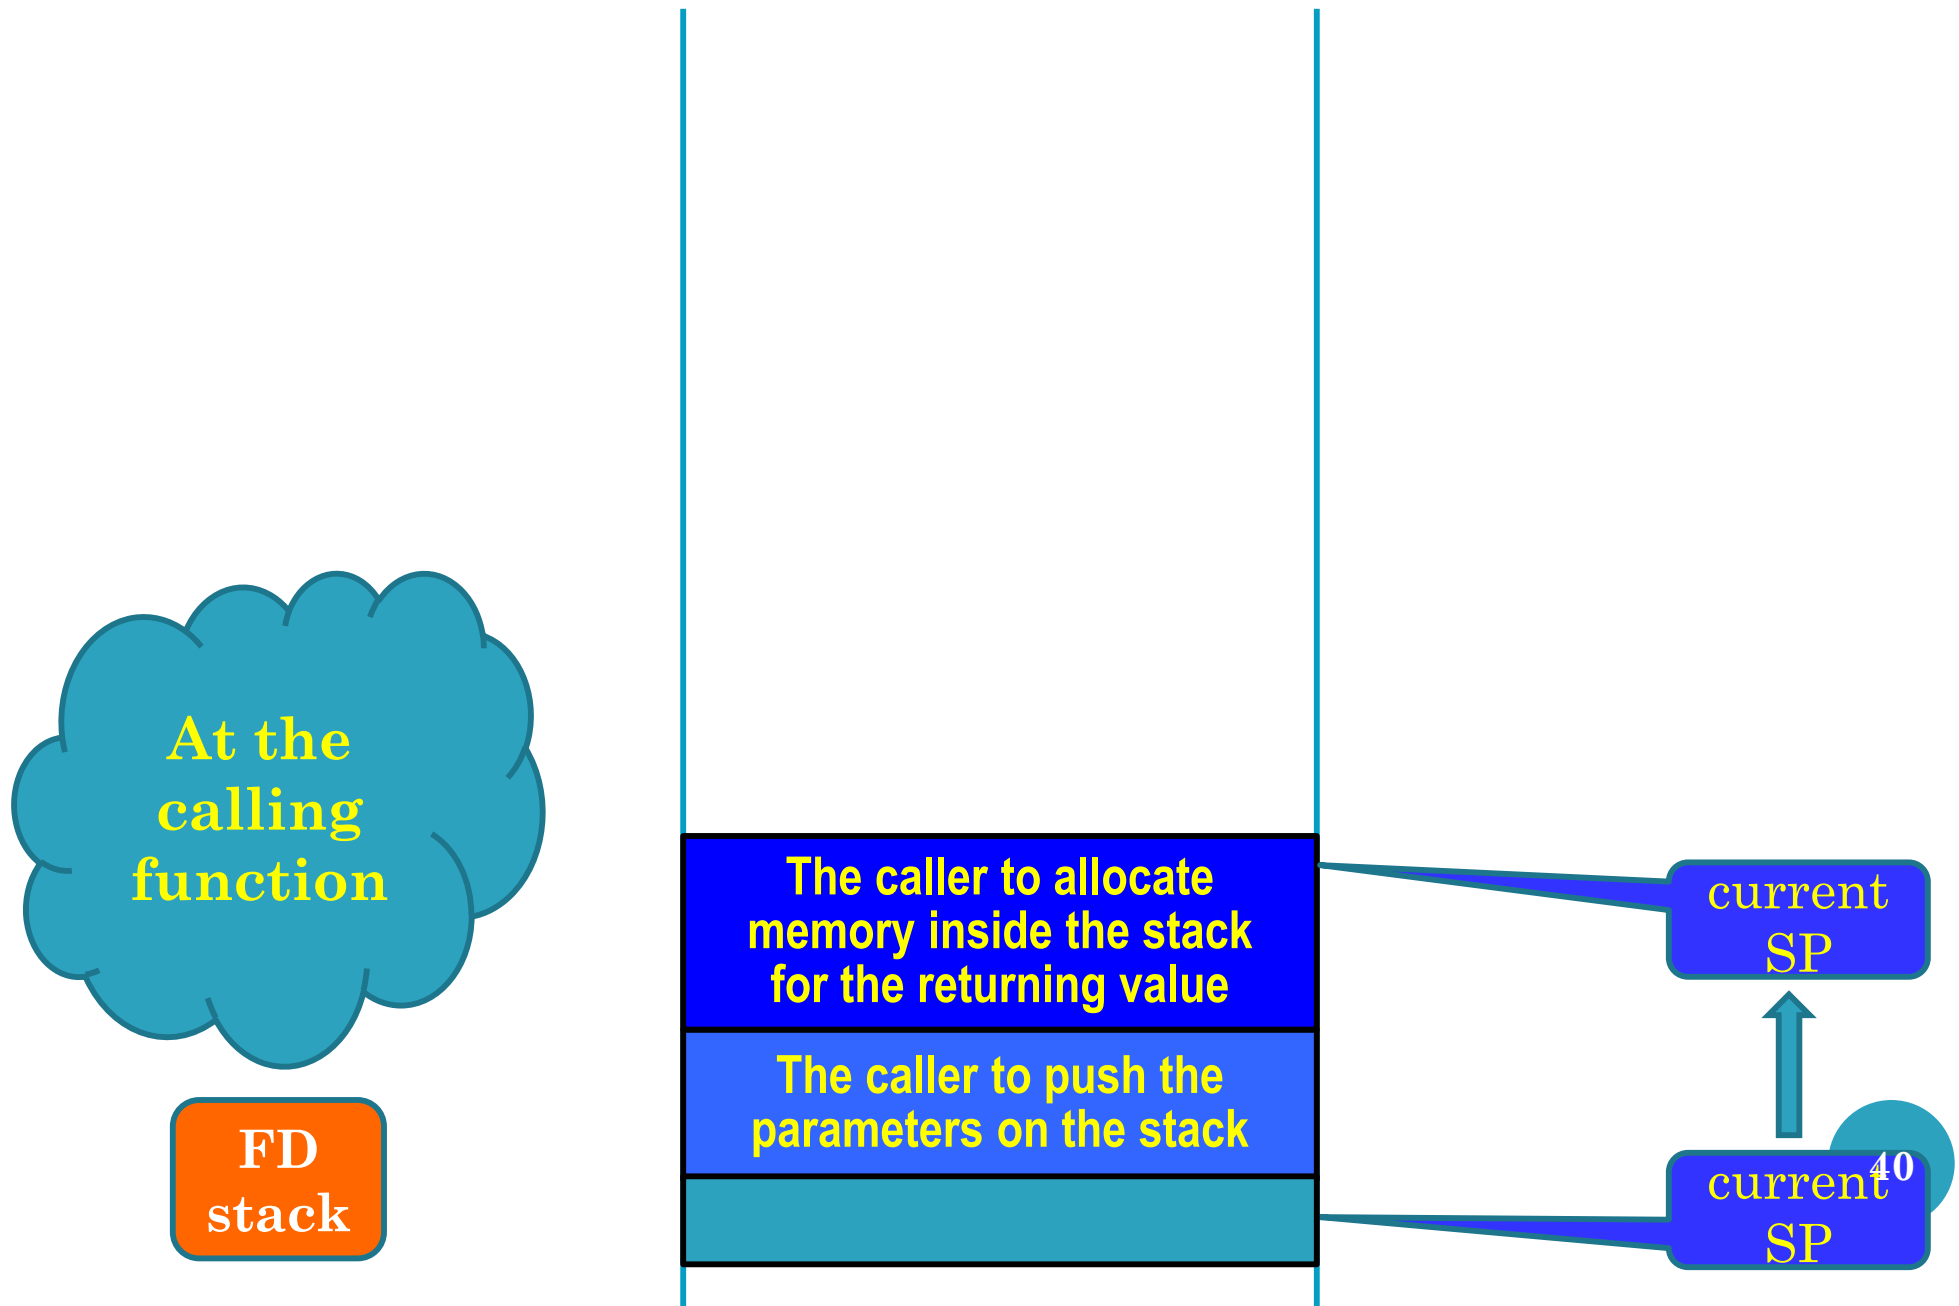 At the
calling
function
FD
stack
The caller to allocate
memory inside the stack
for the returning value
The caller to push the
parameters on the stack
current
SP
current
SP
40